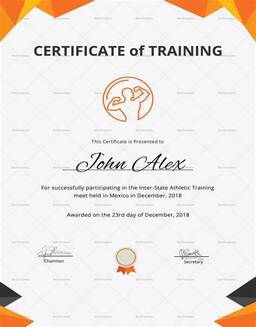 CERTIFICATE of TRAINING
This Certificate is Presented to
John Alex
For successfully participating in the Inter-State Athletic Training
meet held in Mexico in December, 2018
Awarded on the 23rd day of December, 2018
Chairman
Secretary